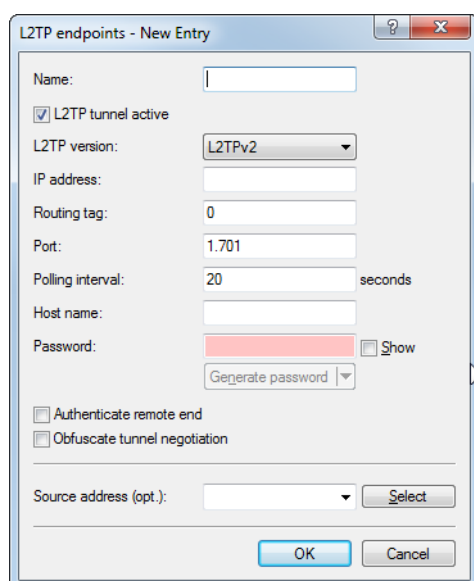 L2TP endpoints - New Entry
Name:
L2TP tunnel active
L2TP version: L2TPv2
IP address:
Routing tag: 0
Port: 1.701
Polling interval: 20 seconds
Host name:
Password: Show
Generate password
Authenticate remote end
Obfuscate tunnel negotiation
Source address (opt.): Select
OK Cancel